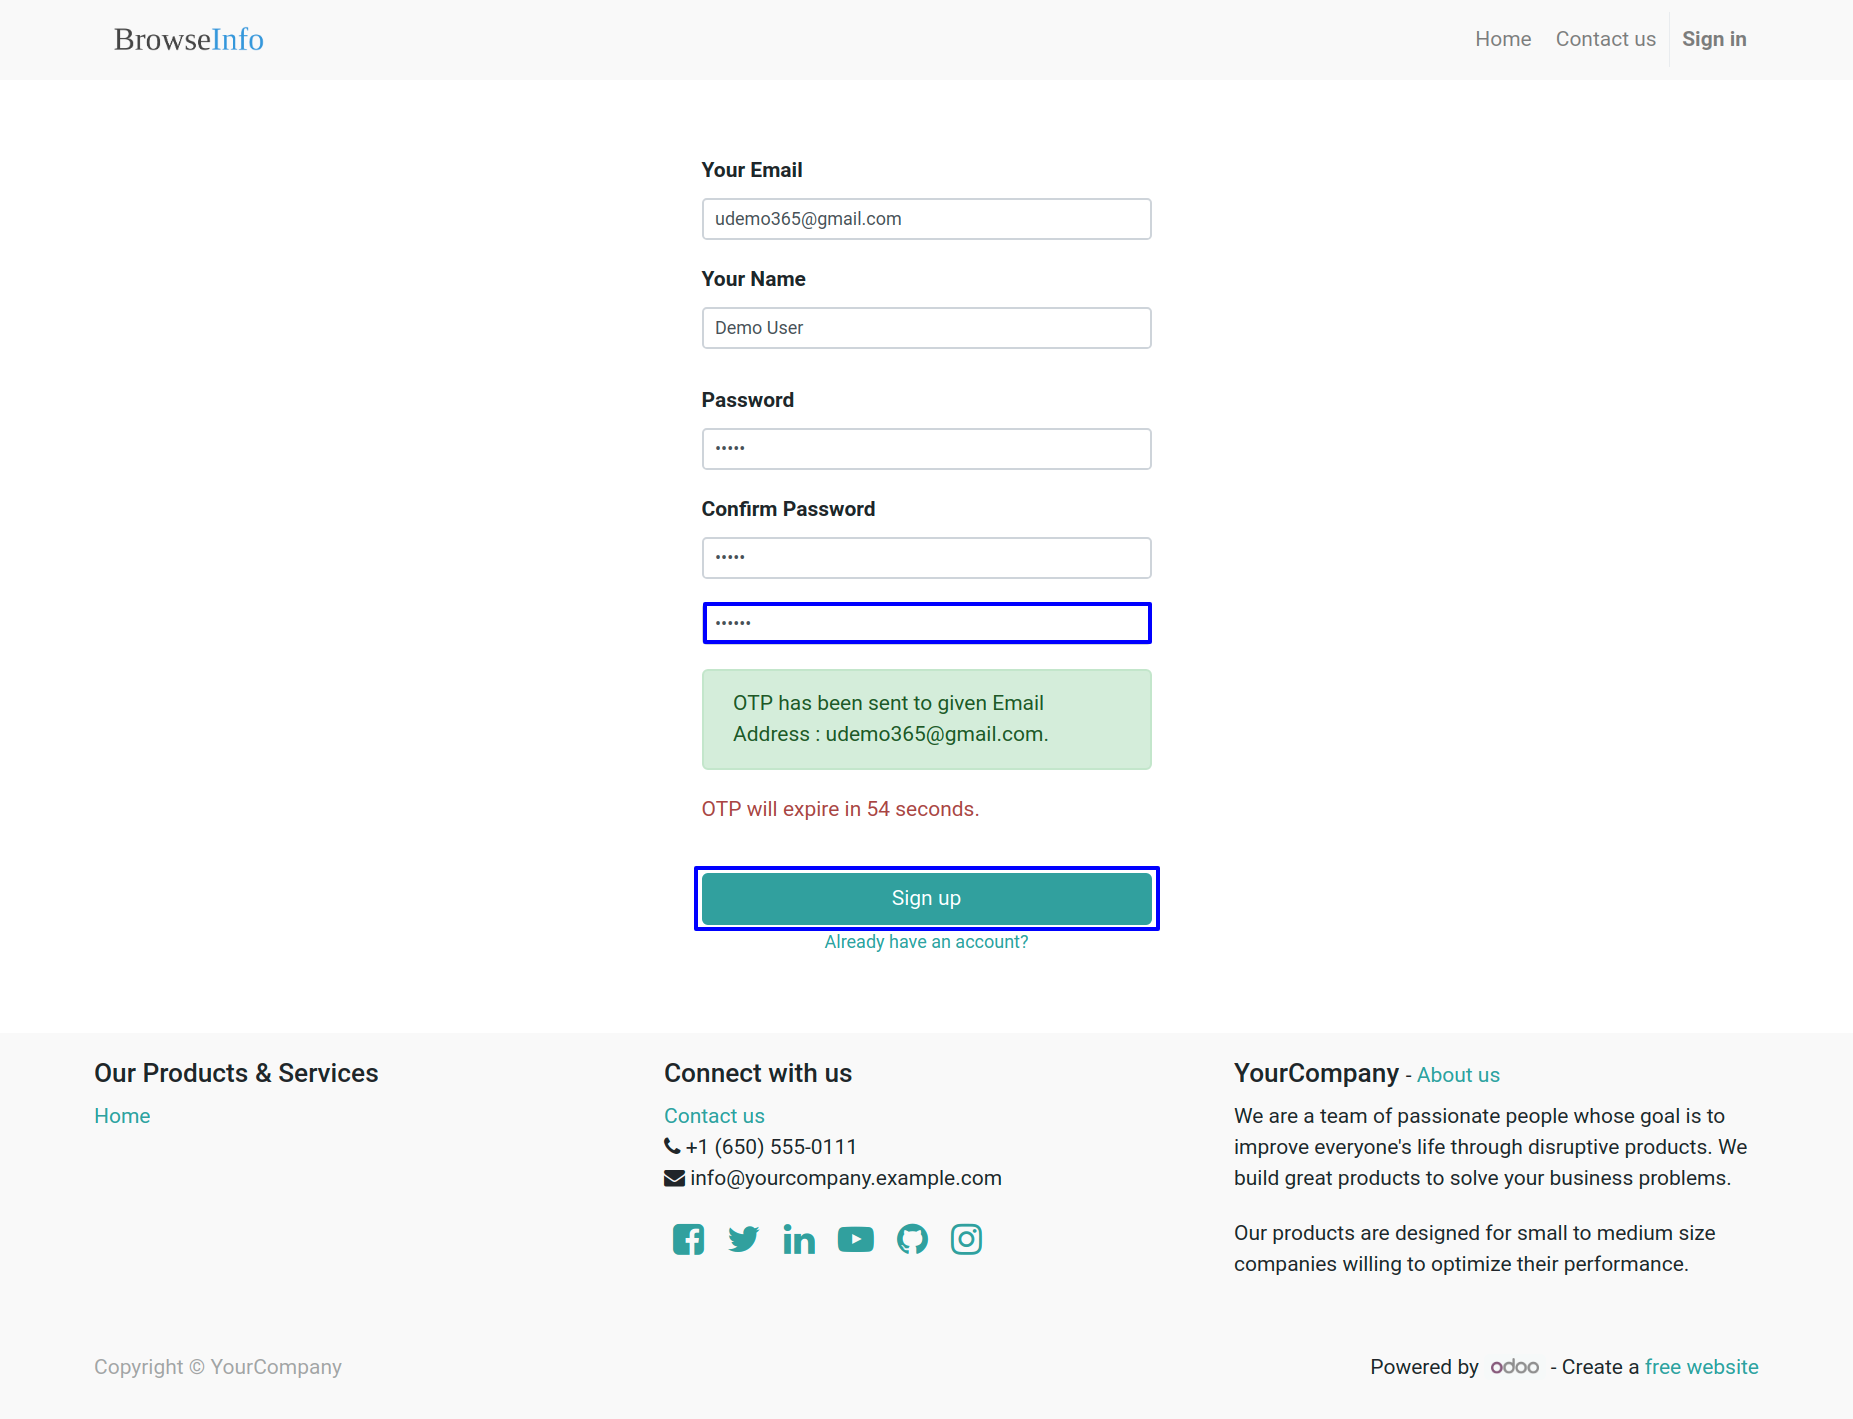 BrowseInfo
Home Contact us Sign in
Your Email
udemo365@gmail.com
Your Name
Demo User
Password
•••••
Confirm Password
•••••
••••••
OTP has been sent to given Email
Address : udemo365@gmail.com.
OTP will expire in 54 seconds.
Sign up
Already have an account?
Our Products & Services
Home
Connect with us
Contact us
+1 (650) 555-0111
info@yourcompany.example.com
YourCompany - About us
We are a team of passionate people whose goal is to
improve everyone's life through disruptive products. We
build great products to solve your business problems.
Our products are designed for small to medium size
companies willing to optimize their performance.
Copyright © YourCompany
Powered by odoo - Create a free website